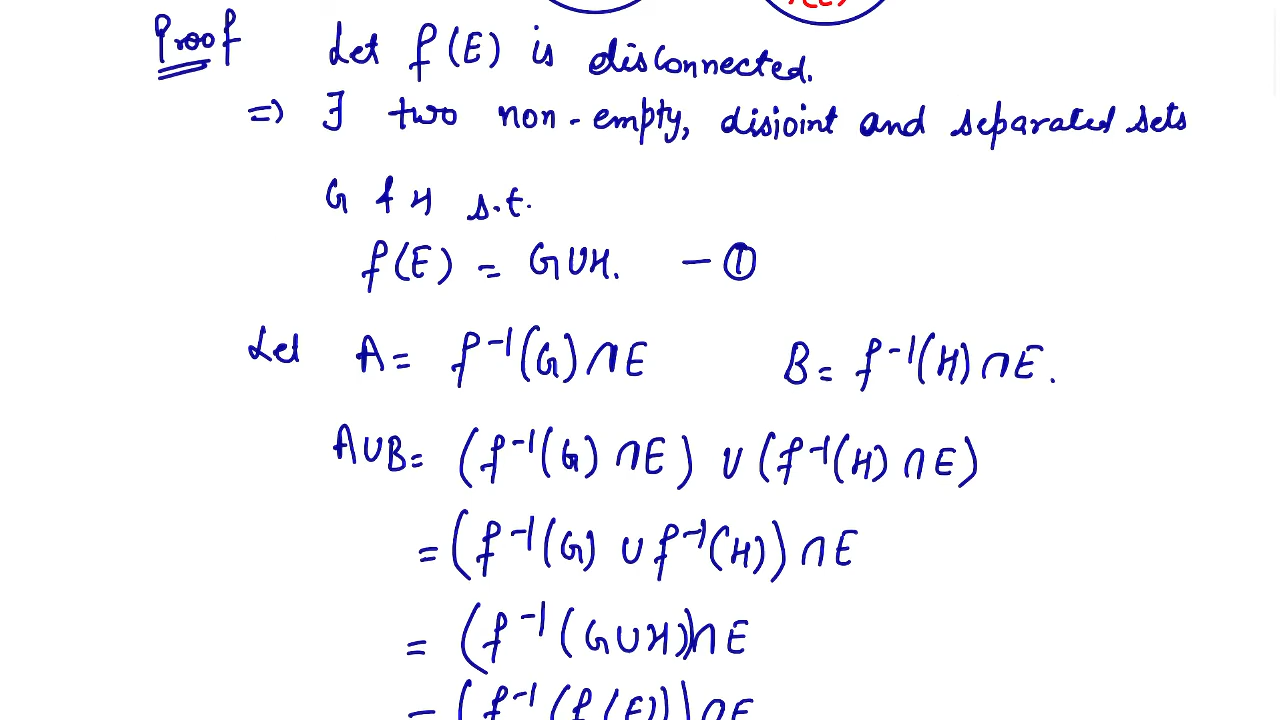 f(E)
Proof Let f(E) is disconnected.
=> ∃ two non-empty, disjoint and separated sets
G & H s.t.
f(E) = G∪H. — ①
Let A = f⁻¹(G)∩E B = f⁻¹(H)∩E.
A∪B = (f⁻¹(G)∩E) ∪ (f⁻¹(H)∩E)
= (f⁻¹(G) ∪ f⁻¹(H))∩E
= (f⁻¹(G∪H))∩E
= (f⁻¹(f(E)))∩E